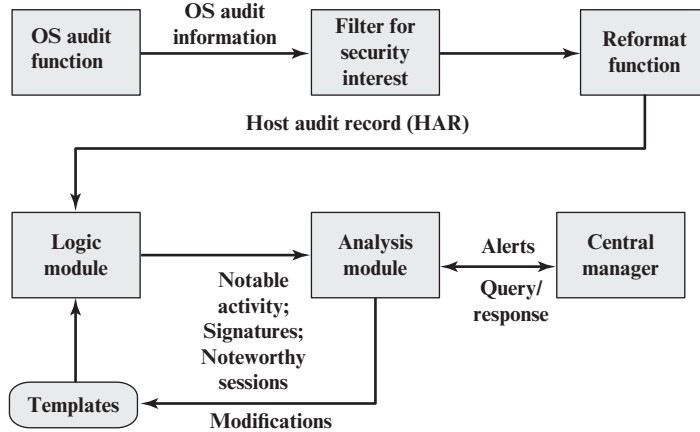 OS audit
function
OS audit
information
Filter for
security
interest
Reformat
function
Host audit record (HAR)
Logic
module
Notable
activity;
Signatures;
Noteworthy
sessions
Analysis
module
Alerts
Query/
response
Central
manager
Templates
Modifications